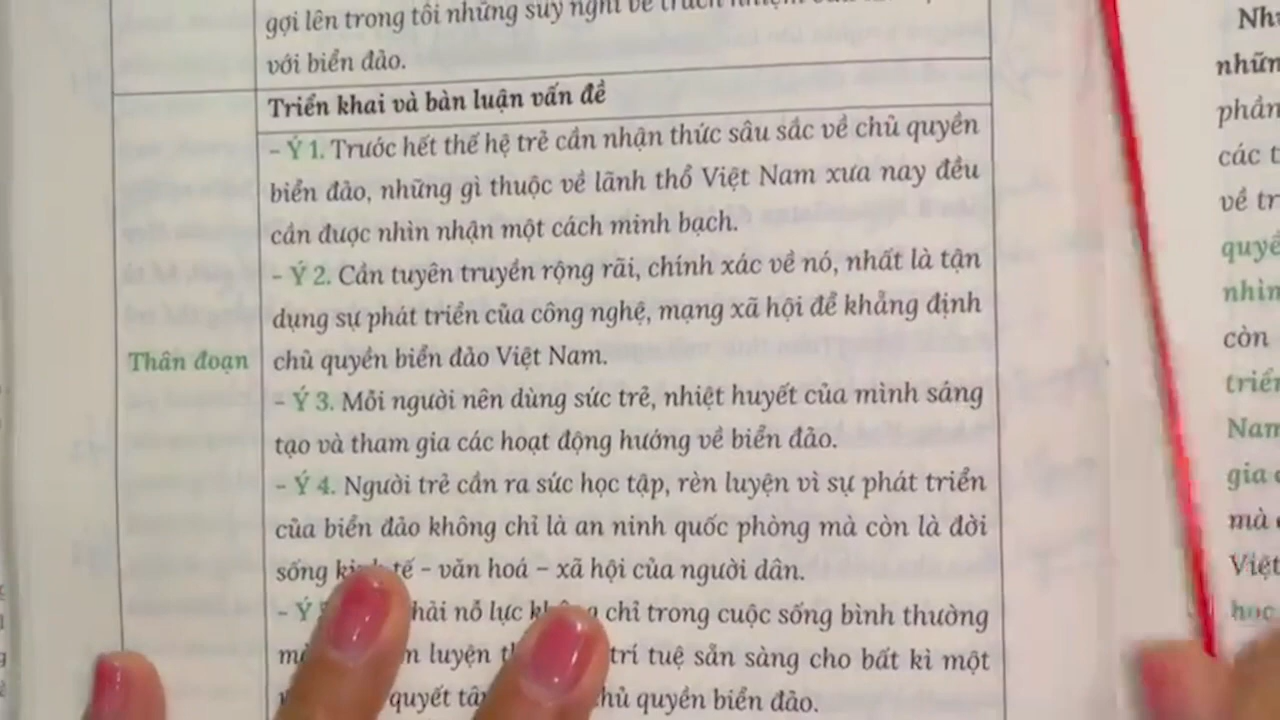 gợi lên trong tôi những suy nghĩ về trách nhiệm
với biển đảo.
Triển khai và bàn luận vấn đề
- Ý 1. Trước hết thế hệ trẻ cần nhận thức sâu sắc về chủ quyền
biển đảo, những gì thuộc về lãnh thổ Việt Nam xưa nay đều
cần được nhìn nhận một cách minh bạch.
- Ý 2. Cần tuyên truyền rộng rãi, chính xác về nó, nhất là tận
dụng sự phát triển của công nghệ, mạng xã hội để khẳng định
Thân đoạn
chủ quyền biển đảo Việt Nam.
- Ý 3. Mỗi người nên dùng sức trẻ, nhiệt huyết của mình sáng
tạo và tham gia các hoạt động hướng về biển đảo.
- Ý 4. Người trẻ cần ra sức học tập, rèn luyện vì sự phát triển
của biển đảo không chỉ là an ninh quốc phòng mà còn là đời
sống kinh tế - văn hoá - xã hội của người dân.
- Ý nỗ lực không chỉ trong cuộc sống bình thường
luyện trí tuệ sẵn sàng cho bất kì một
quyết chủ quyền biển đảo.
phần
các
về
còn
Nam
gia
mà
Việt
học